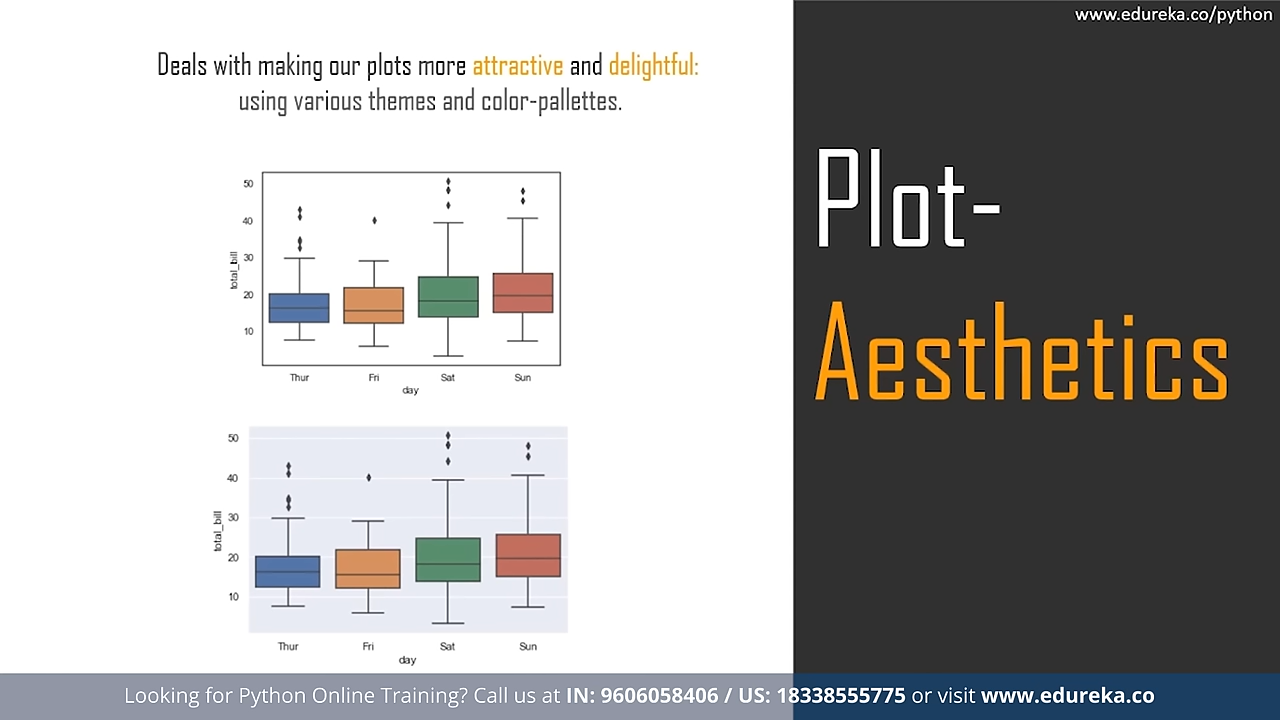 www.edureka.co/python
Deals with making our plots more attractive and delightful:
using various themes and color-pallettes.
Plot-
Aesthetics
50
40
30
20
10
total_bill
Thur Fri Sat Sun
day
50
40
30
20
10
total_bill
Thur Fri Sat Sun
day
Looking for Python Online Training? Call us at IN: 9606058406 / US: 18338555775 or visit www.edureka.co